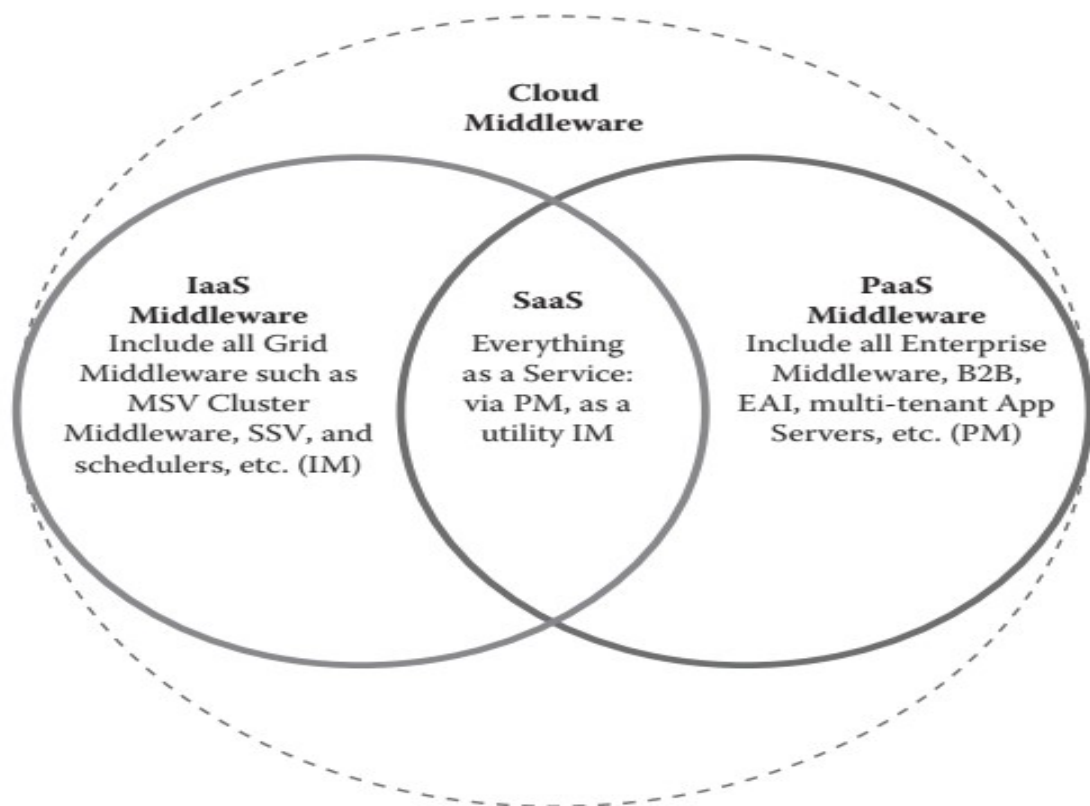 Cloud
Middleware
IaaS
Middleware
Include all Grid
Middleware such as
MSV Cluster
Middleware, SSV, and
schedulers, etc. (IM)
SaaS
Everything
as a Service:
via PM, as a
utility IM
PaaS
Middleware
Include all Enterprise
Middleware, B2B,
EAI, multi-tenant App
Servers, etc. (PM)